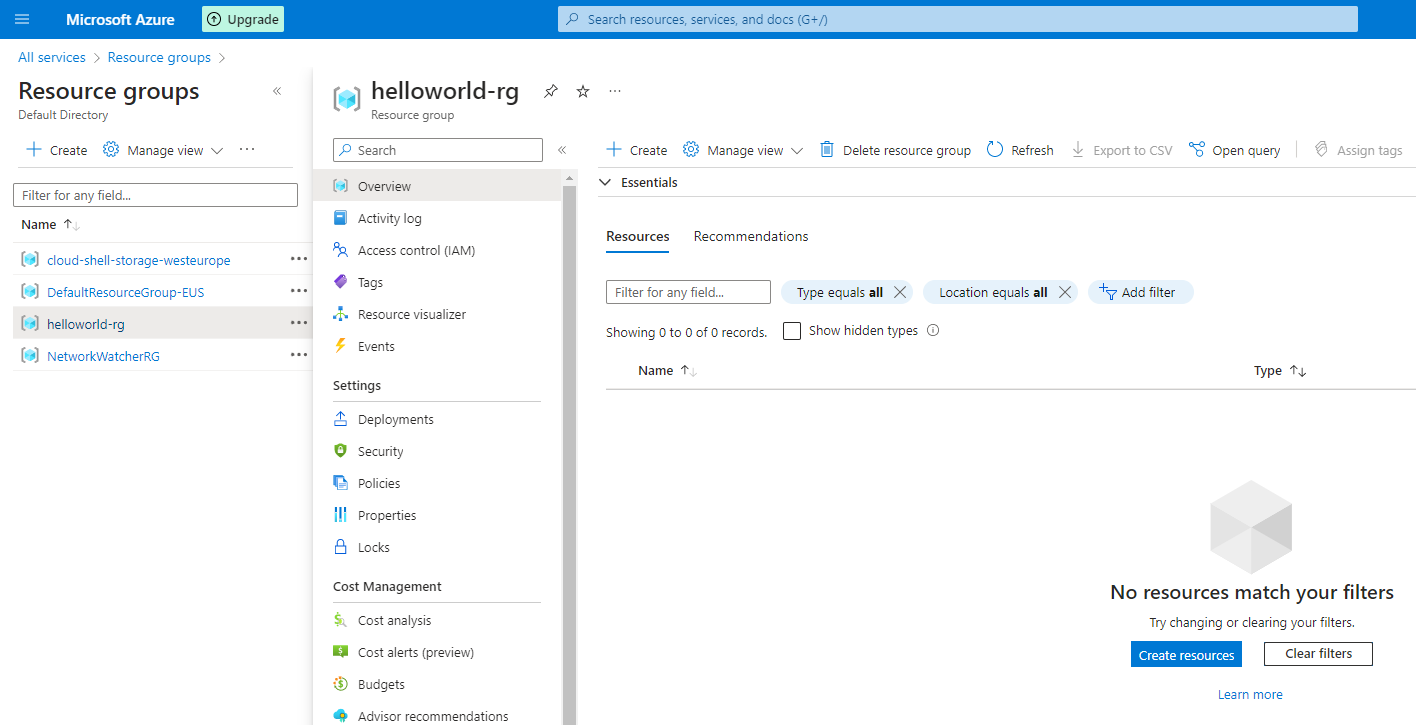 Microsoft Azure
Upgrade
Search resources, services, and docs (G+/)
All services > Resource groups >
Resource groups
Default Directory
Create
Manage view
Filter for any field...
Name
cloud-shell-storage-westeurope
DefaultResourceGroup-EUS
helloworld-rg
NetworkWatcherRG
helloworld-rg
Resource group
Search
Overview
Activity log
Access control (IAM)
Tags
Resource visualizer
Events
Settings
Deployments
Security
Policies
Properties
Locks
Cost Management
Cost analysis
Cost alerts (preview)
Budgets
Advisor recommendations
Create
Manage view
Delete resource group
Refresh
Export to CSV
Open query
Assign tags
Essentials
Resources
Recommendations
Filter for any field...
Type equals all
Location equals all
Add filter
Showing 0 to 0 of 0 records.
Show hidden types
Name
Type
No resources match your filters
Try changing or clearing your filters.
Create resources
Clear filters
Learn more